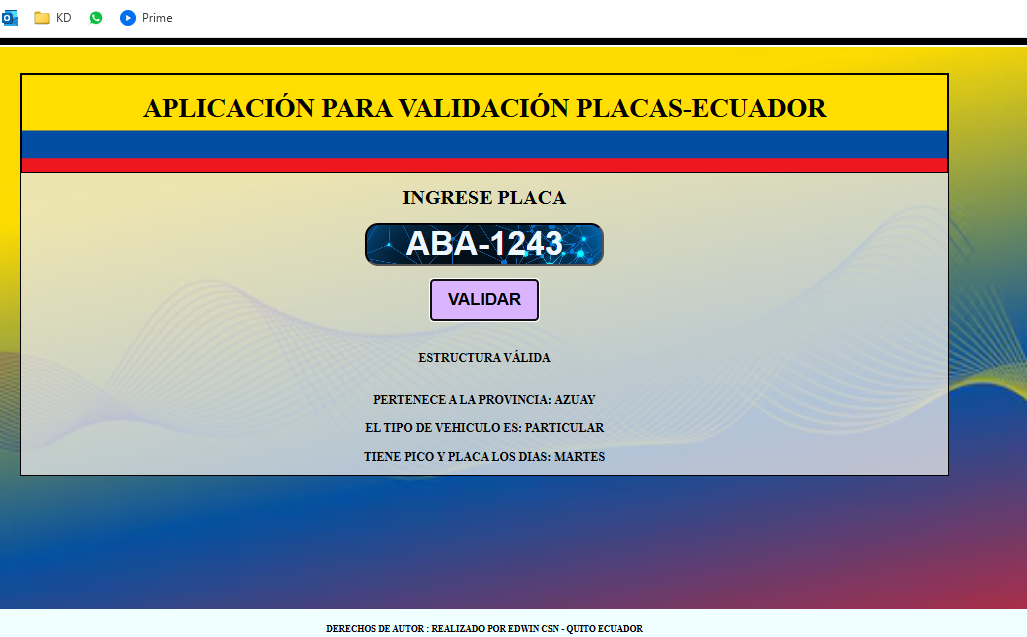 KD
Prime
APLICACIÓN PARA VALIDACIÓN PLACAS-ECUADOR
INGRESE PLACA
ABA-1243
VALIDAR
ESTRUCTURA VÁLIDA
PERTENECE A LA PROVINCIA: AZUAY
EL TIPO DE VEHICULO ES: PARTICULAR
TIENE PICO Y PLACA LOS DIAS: MARTES
DERECHOS DE AUTOR : REALIZADO POR EDWIN CSN - QUITO ECUADOR